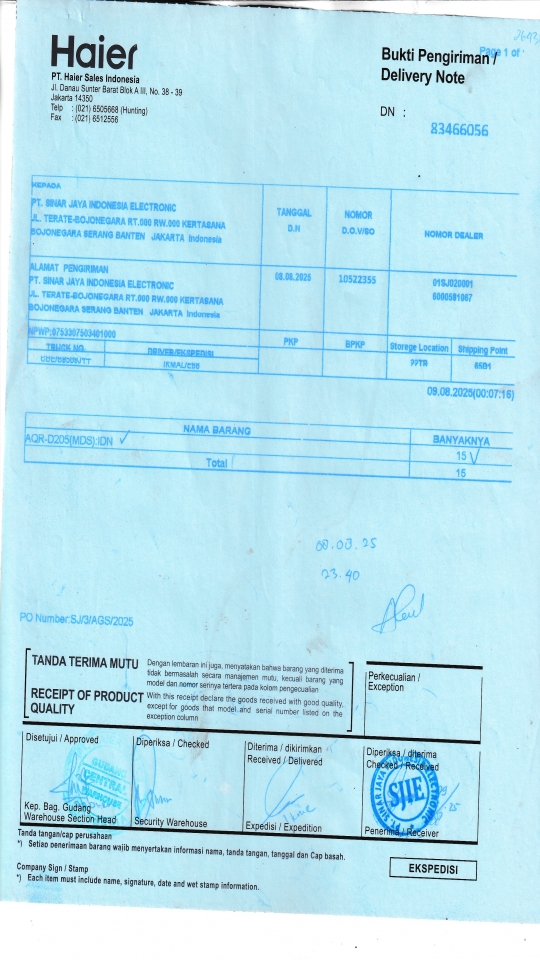 Haier
PT. Haier Sales Indonesia
Jl. Danau Sunter Barat Blok A III, No. 38 - 39
Jakarta 14350
Telp : (021) 6505668 (Hunting)
Fax : (021) 6512556
Page 1 of
Bukti Pengiriman /
Delivery Note
DN :
83466056
KEPADA
PT. SINAR JAYA INDONESIA ELECTRONIC
JL. TERATE-BOJONEGARA RT.000 RW.000 KERTASANA
BOJONEGARA SERANG BANTEN JAKARTA Indonesia
TANGGAL
D.N
NOMOR
D.O.V/SO
NOMOR DEALER
ALAMAT PENGIRIMAN
PT. SINAR JAYA INDONESIA ELECTRONIC
JL. TERATE-BOJONEGARA RT.000 RW.000 KERTASANA
BOJONEGARA SERANG BANTEN JAKARTA Indonesia
08.08.2025
10522355
01SJ020001
6000581067
NPWP:0753307503401000
TRUCK NO
DRIVER/EKSPEDISI
PKP
BPKP
Storage Location
Shipping Point
09.08.2025(00:07:16)
NAMA BARANG
BANYAKNYA
AQR-D205(MDS):IDN
15
Total
15
08.08.25
23.40
PO Number:SJ/3/AGS/2025
TANDA TERIMA MUTU
Dengan lembaran ini juga, menyatakan bahwa barang yang diterima
tidak bermasalah secara manajemen mutu, kecuali barang yang
model dan nomor serinya tertera pada kolom pengecualian
RECEIPT OF PRODUCT
QUALITY
With this receipt declare the goods received with good quality,
except for goods that model and serial number listed on the
exception column
Perkecualian /
Exception
Disetujui / Approved
Diperiksa / Checked
Diterima / dikirimkan
Received / Delivered
Diperiksa / diterima
Checked / Received
GUDANG
CENTRAL
WAREHOUSE
SJIE
Kep. Bag. Gudang
Warehouse Section Head
Security Warehouse
Expedisi / Expedition
Penerima / Receiver
Tanda tangan/cap perusahaan
*) Setiap penerimaan barang wajib menyertakan informasi nama, tanda tangan, tanggal dan Cap basah.
Company Sign / Stamp
*) Each item must include name, signature, date and wet stamp information.
EKSPEDISI